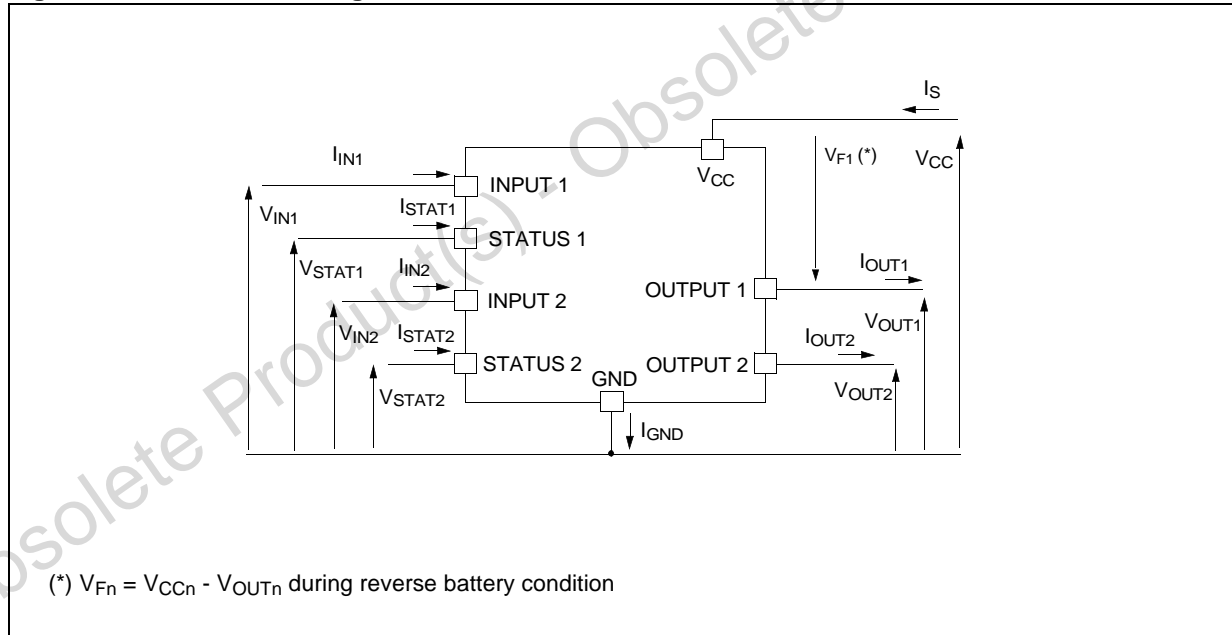 Obsolete Product(s) - Obsolete
IS
VF1 (*)
VCC
VCC
IIN1
INPUT 1
VIN1
ISTAT1
STATUS 1
VSTAT1
IIN2
INPUT 2
OUTPUT 1
IOUT1
VOUT1
VIN2
ISTAT2
STATUS 2
GND
OUTPUT 2
IOUT2
VSTAT2
VOUT2
IGND
(*) VFn = VCCn - VOUTn during reverse battery condition